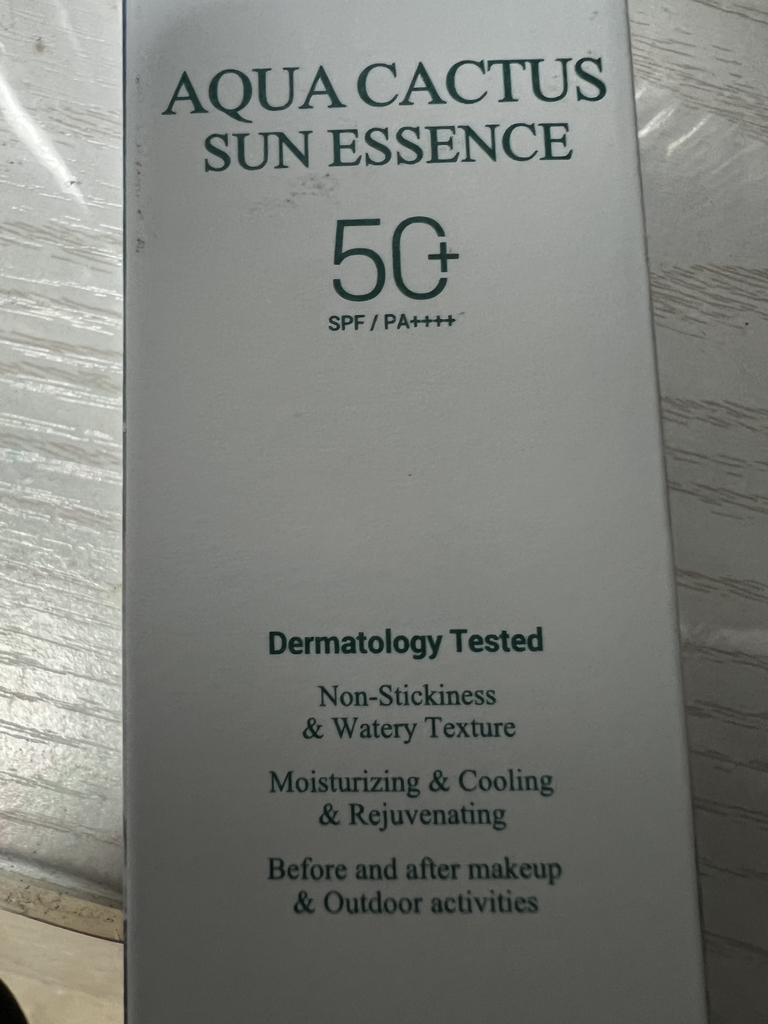 AQUA CACTUS
SUN ESSENCE
50+
SPF / PA++++
Dermatology Tested
Non-Stickiness
& Watery Texture
Moisturizing & Cooling
& Rejuvenating
Before and after makeup
& Outdoor activities